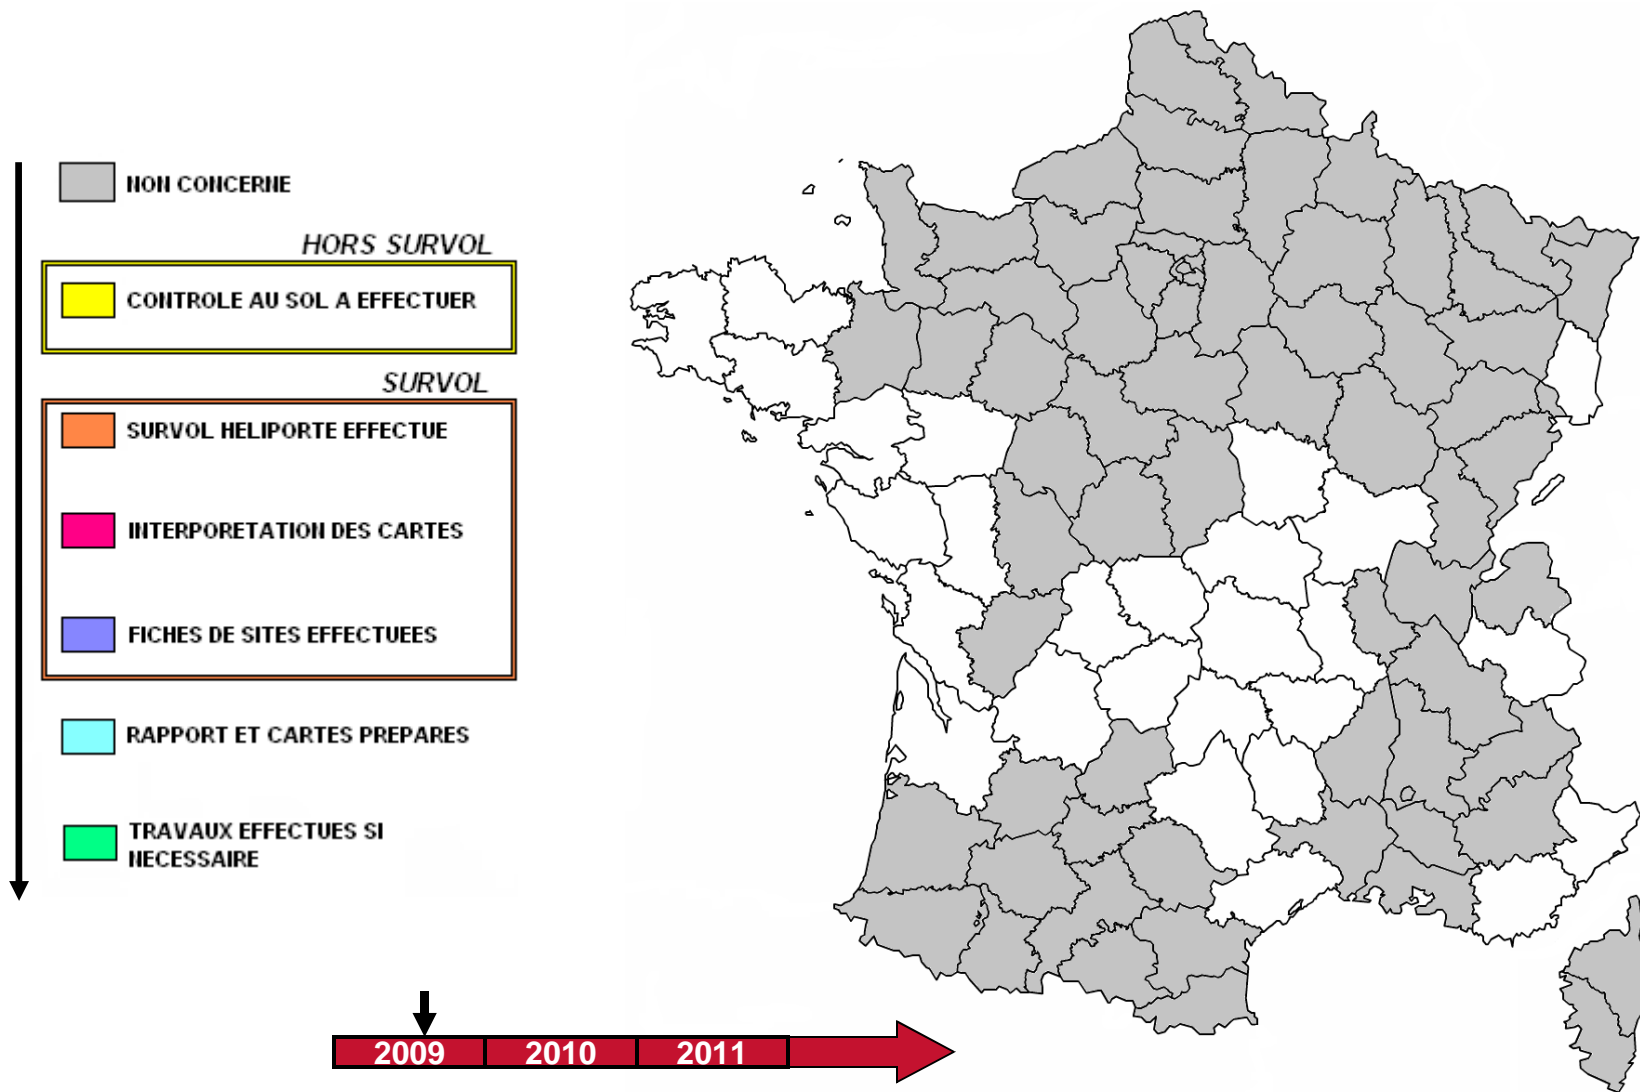 NON CONCERNE
HORS SURVOL
CONTROLE AU SOL A EFFECTUER
SURVOL
SURVOL HELIPORTE EFFECTUE
INTERPORETATION DES CARTES
FICHES DE SITES EFFECTUEES
RAPPORT ET CARTES PREPARES
TRAVAUX EFFECTUES SI
NECESSAIRE
2009 2010 2011